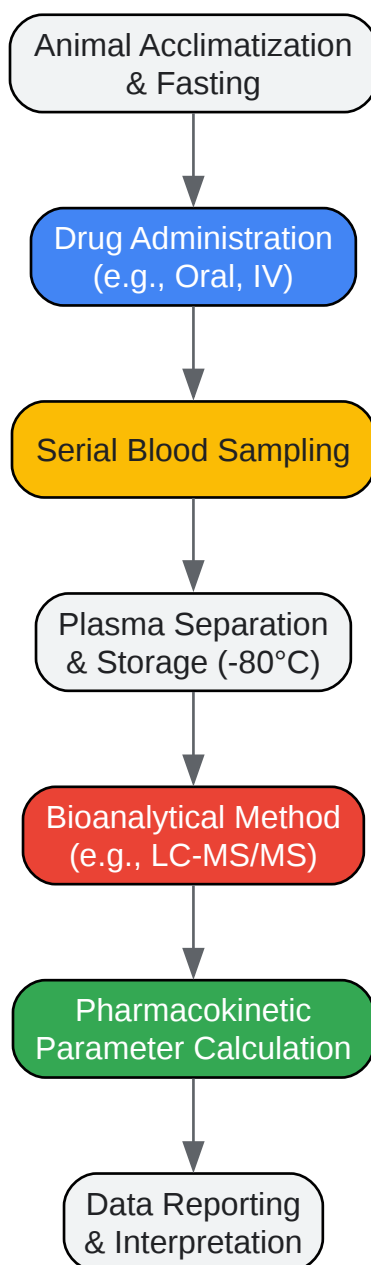 Animal Acclimatization
& Fasting
Drug Administration
(e.g., Oral, IV)
Serial Blood Sampling
Plasma Separation
& Storage (-80°C)
Bioanalytical Method
(e.g., LC-MS/MS)
Pharmacokinetic
Parameter Calculation
Data Reporting
& Interpretation